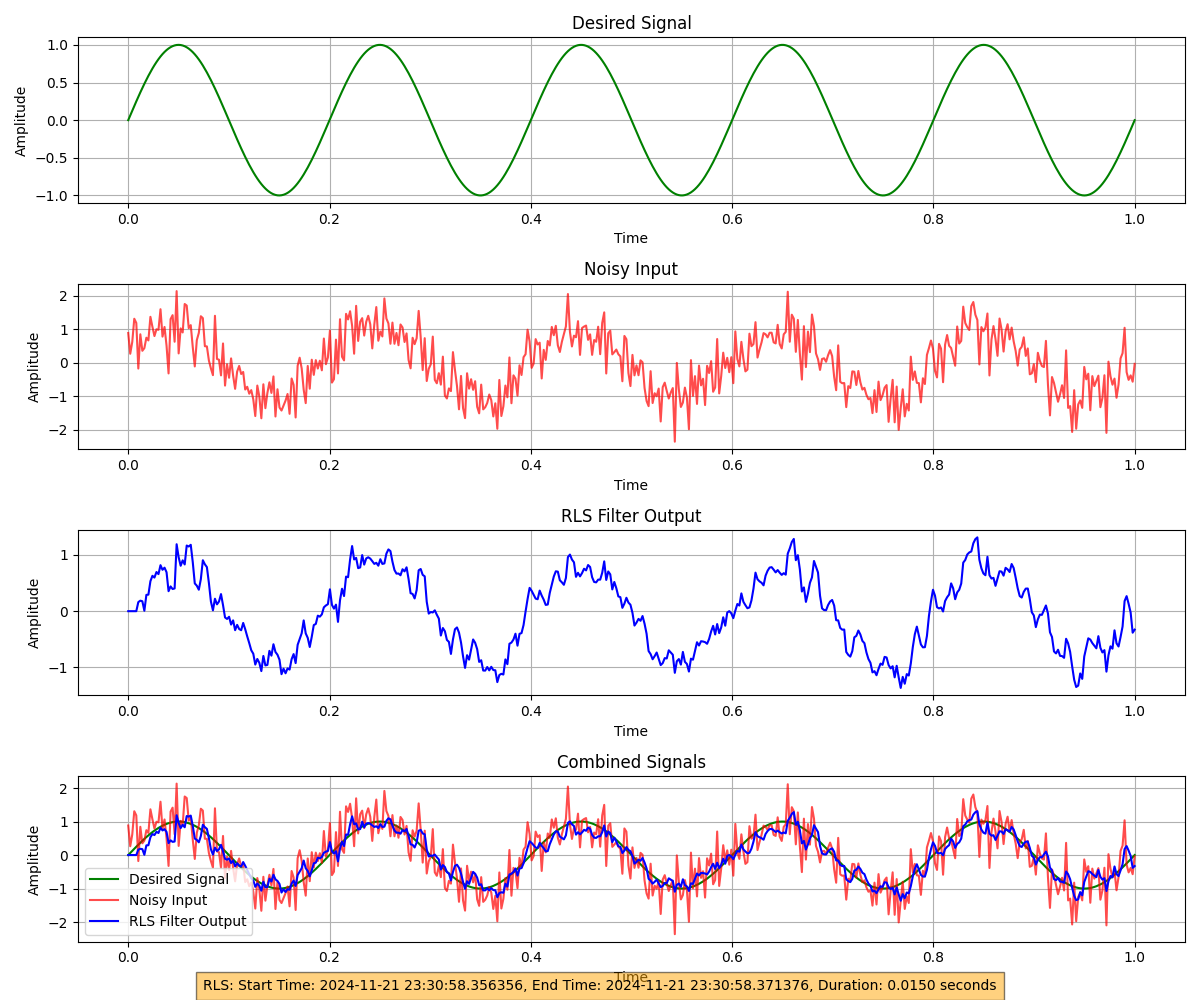 Desired Signal
1.0
0.5
0.0
−0.5
−1.0
Amplitude
0.0 0.2 0.4 0.6 0.8 1.0
Time
Noisy Input
2
1
0
−1
−2
Amplitude
0.0 0.2 0.4 0.6 0.8 1.0
Time
RLS Filter Output
1
0
−1
Amplitude
0.0 0.2 0.4 0.6 0.8 1.0
Time
Combined Signals
2
1
0
−1
−2
Amplitude
Desired Signal
Noisy Input
RLS Filter Output
0.0 0.2 0.4 0.6 0.8 1.0
Time
RLS: Start Time: 2024-11-21 23:30:58.356356, End Time: 2024-11-21 23:30:58.371376, Duration: 0.0150 seconds